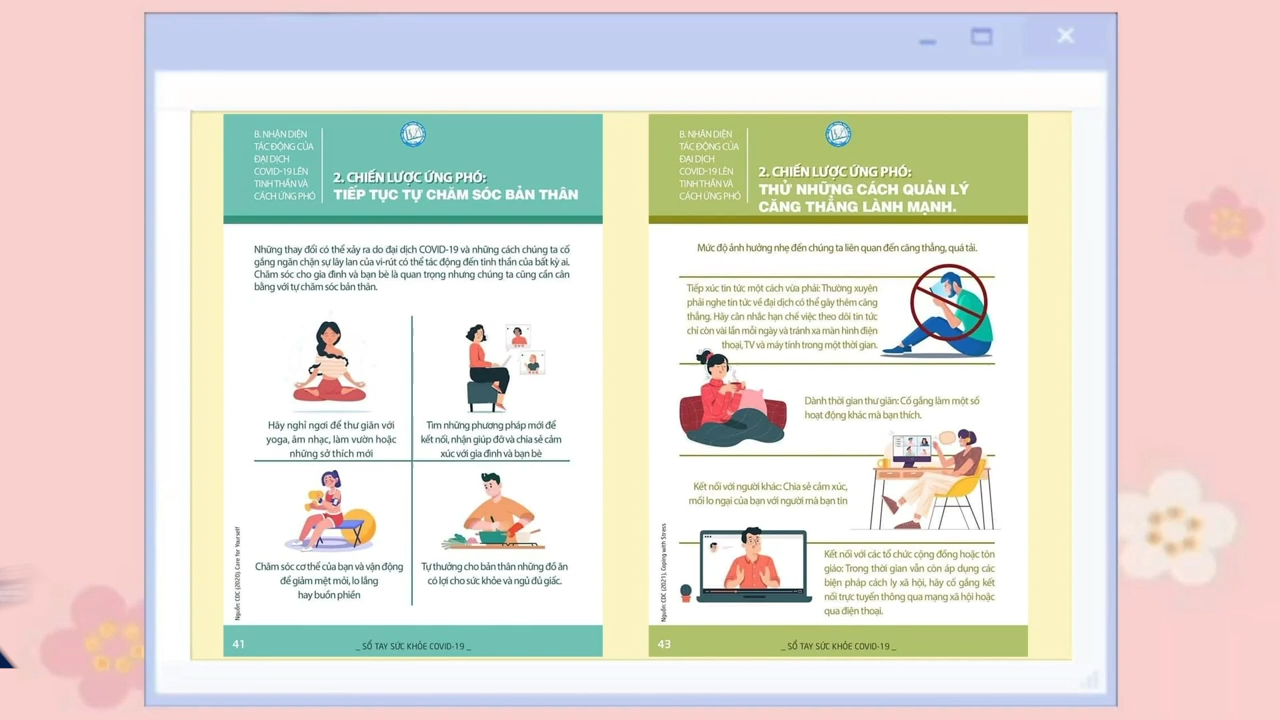 B. NHẬN DIỆN
TÁC ĐỘNG CỦA
ĐẠI DỊCH
COVID-19 LÊN
TINH THẦN VÀ
CÁCH ỨNG PHÓ
2. CHIẾN LƯỢC ỨNG PHÓ:
TIẾP TỤC TỰ CHĂM SÓC BẢN THÂN
Những thay đổi có thể xảy ra do đại dịch COVID-19 và những cách chúng ta cố
gắng ngăn chặn sự lây lan của vi-rút có thể tác động đến tinh thần của bất kỳ ai.
Chăm sóc cho gia đình và bạn bè là quan trọng nhưng chúng ta cũng cần cân
bằng với tự chăm sóc bản thân.
Hãy nghỉ ngơi để thư giãn với
yoga, âm nhạc, làm vườn hoặc
những sở thích mới
Tìm những phương pháp mới để
kết nối, nhận giúp đỡ và chia sẻ cảm
xúc với gia đình và bạn bè
Chăm sóc cơ thể của bạn và vận động
để giảm mệt mỏi, lo lắng
hay buồn phiền
Tự thưởng cho bản thân những đồ ăn
có lợi cho sức khỏe và ngủ đủ giấc.
Nguồn: CDC (2020), Care for Yourself
41
_ SỔ TAY SỨC KHỎE COVID-19 _
B. NHẬN DIỆN
TÁC ĐỘNG CỦA
ĐẠI DỊCH
COVID-19 LÊN
TINH THẦN VÀ
CÁCH ỨNG PHÓ
2. CHIẾN LƯỢC ỨNG PHÓ:
THỬ NHỮNG CÁCH QUẢN LÝ
CĂNG THẲNG LÀNH MẠNH.
Mức độ ảnh hưởng nhẹ đến chúng ta liên quan đến căng thẳng, quá tải.
Tiếp xúc tin tức một cách vừa phải: Thường xuyên
phải nghe tin tức về đại dịch có thể gây thêm căng
thẳng. Hãy cân nhắc hạn chế việc theo dõi tin tức
chỉ còn vài lần mỗi ngày và tránh xa màn hình điện
thoại, TV và máy tính trong một thời gian.
Dành thời gian thư giãn: Cố gắng làm một số
hoạt động khác mà bạn thích.
Kết nối với người khác: Chia sẻ cảm xúc,
mối lo ngại của bạn với người mà bạn tin
Kết nối với các tổ chức cộng đồng hoặc tôn
giáo: Trong thời gian vẫn còn áp dụng các
biện pháp cách ly xã hội, hãy cố gắng kết
nối trực tuyến thông qua mạng xã hội hoặc
qua điện thoại.
Nguồn: CDC (2021), Coping with Stress
43
_ SỔ TAY SỨC KHỎE COVID-19 _